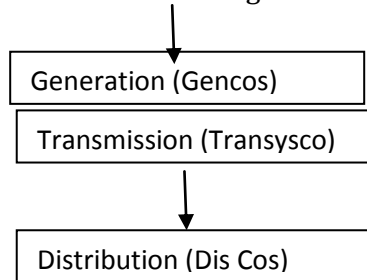 Generation (Gencos)
Transmission (Transysco)
Distribution (Dis Cos)